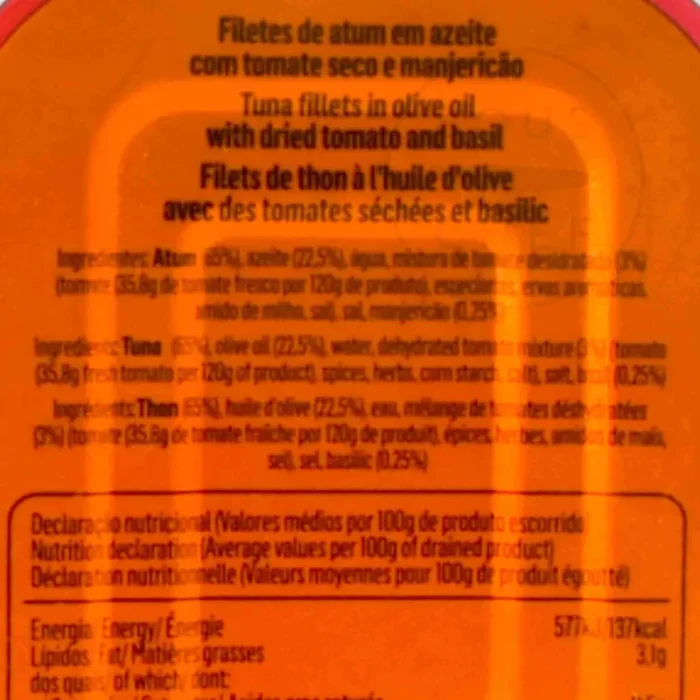 Filetes de atum em azeite
com tomate seco e manjericão
Tuna fillets in olive oil
with dried tomato and basil
Filets de thon à l'huile d'olive
avec des tomates séchées et basilic
Ingredientes: Atum (65%), azeite (22,5%), água, mistura de tomate desidratado (3%)
(tomate (35,8g de tomate fresco por 120g de produto), especiarias, ervas aromáticas,
amido de milho, sal), sal, manjericão (0,25%)
Ingredients: Tuna (65%), olive oil (22,5%), water, dehydrated tomato mixture (3%) (tomato
(35,8g fresh tomato per 120g of product), spices, herbs, corn starch, salt), salt, basil (0,25%)
Ingrédients: Thon (65%), huile d'olive (22,5%), eau, mélange de tomates déshydratées
(3%) (tomate (35,8g de tomate fraîche por 120g de produit), épices, herbes, amidon de maïs,
sel), sel, basilic (0,25%)
Declaração nutricional (Valores médios por 100g de produto escorrido)
Nutrition declaration (Average values per 100g of drained product)
Déclaration nutritionnelle (Valeurs moyennes pour 100g de produit égoutté)
Energia Energy/ Énergie 577kJ/137kcal
Lípidos Fat/ Matières grasses 3,1g
dos quais of which dont: